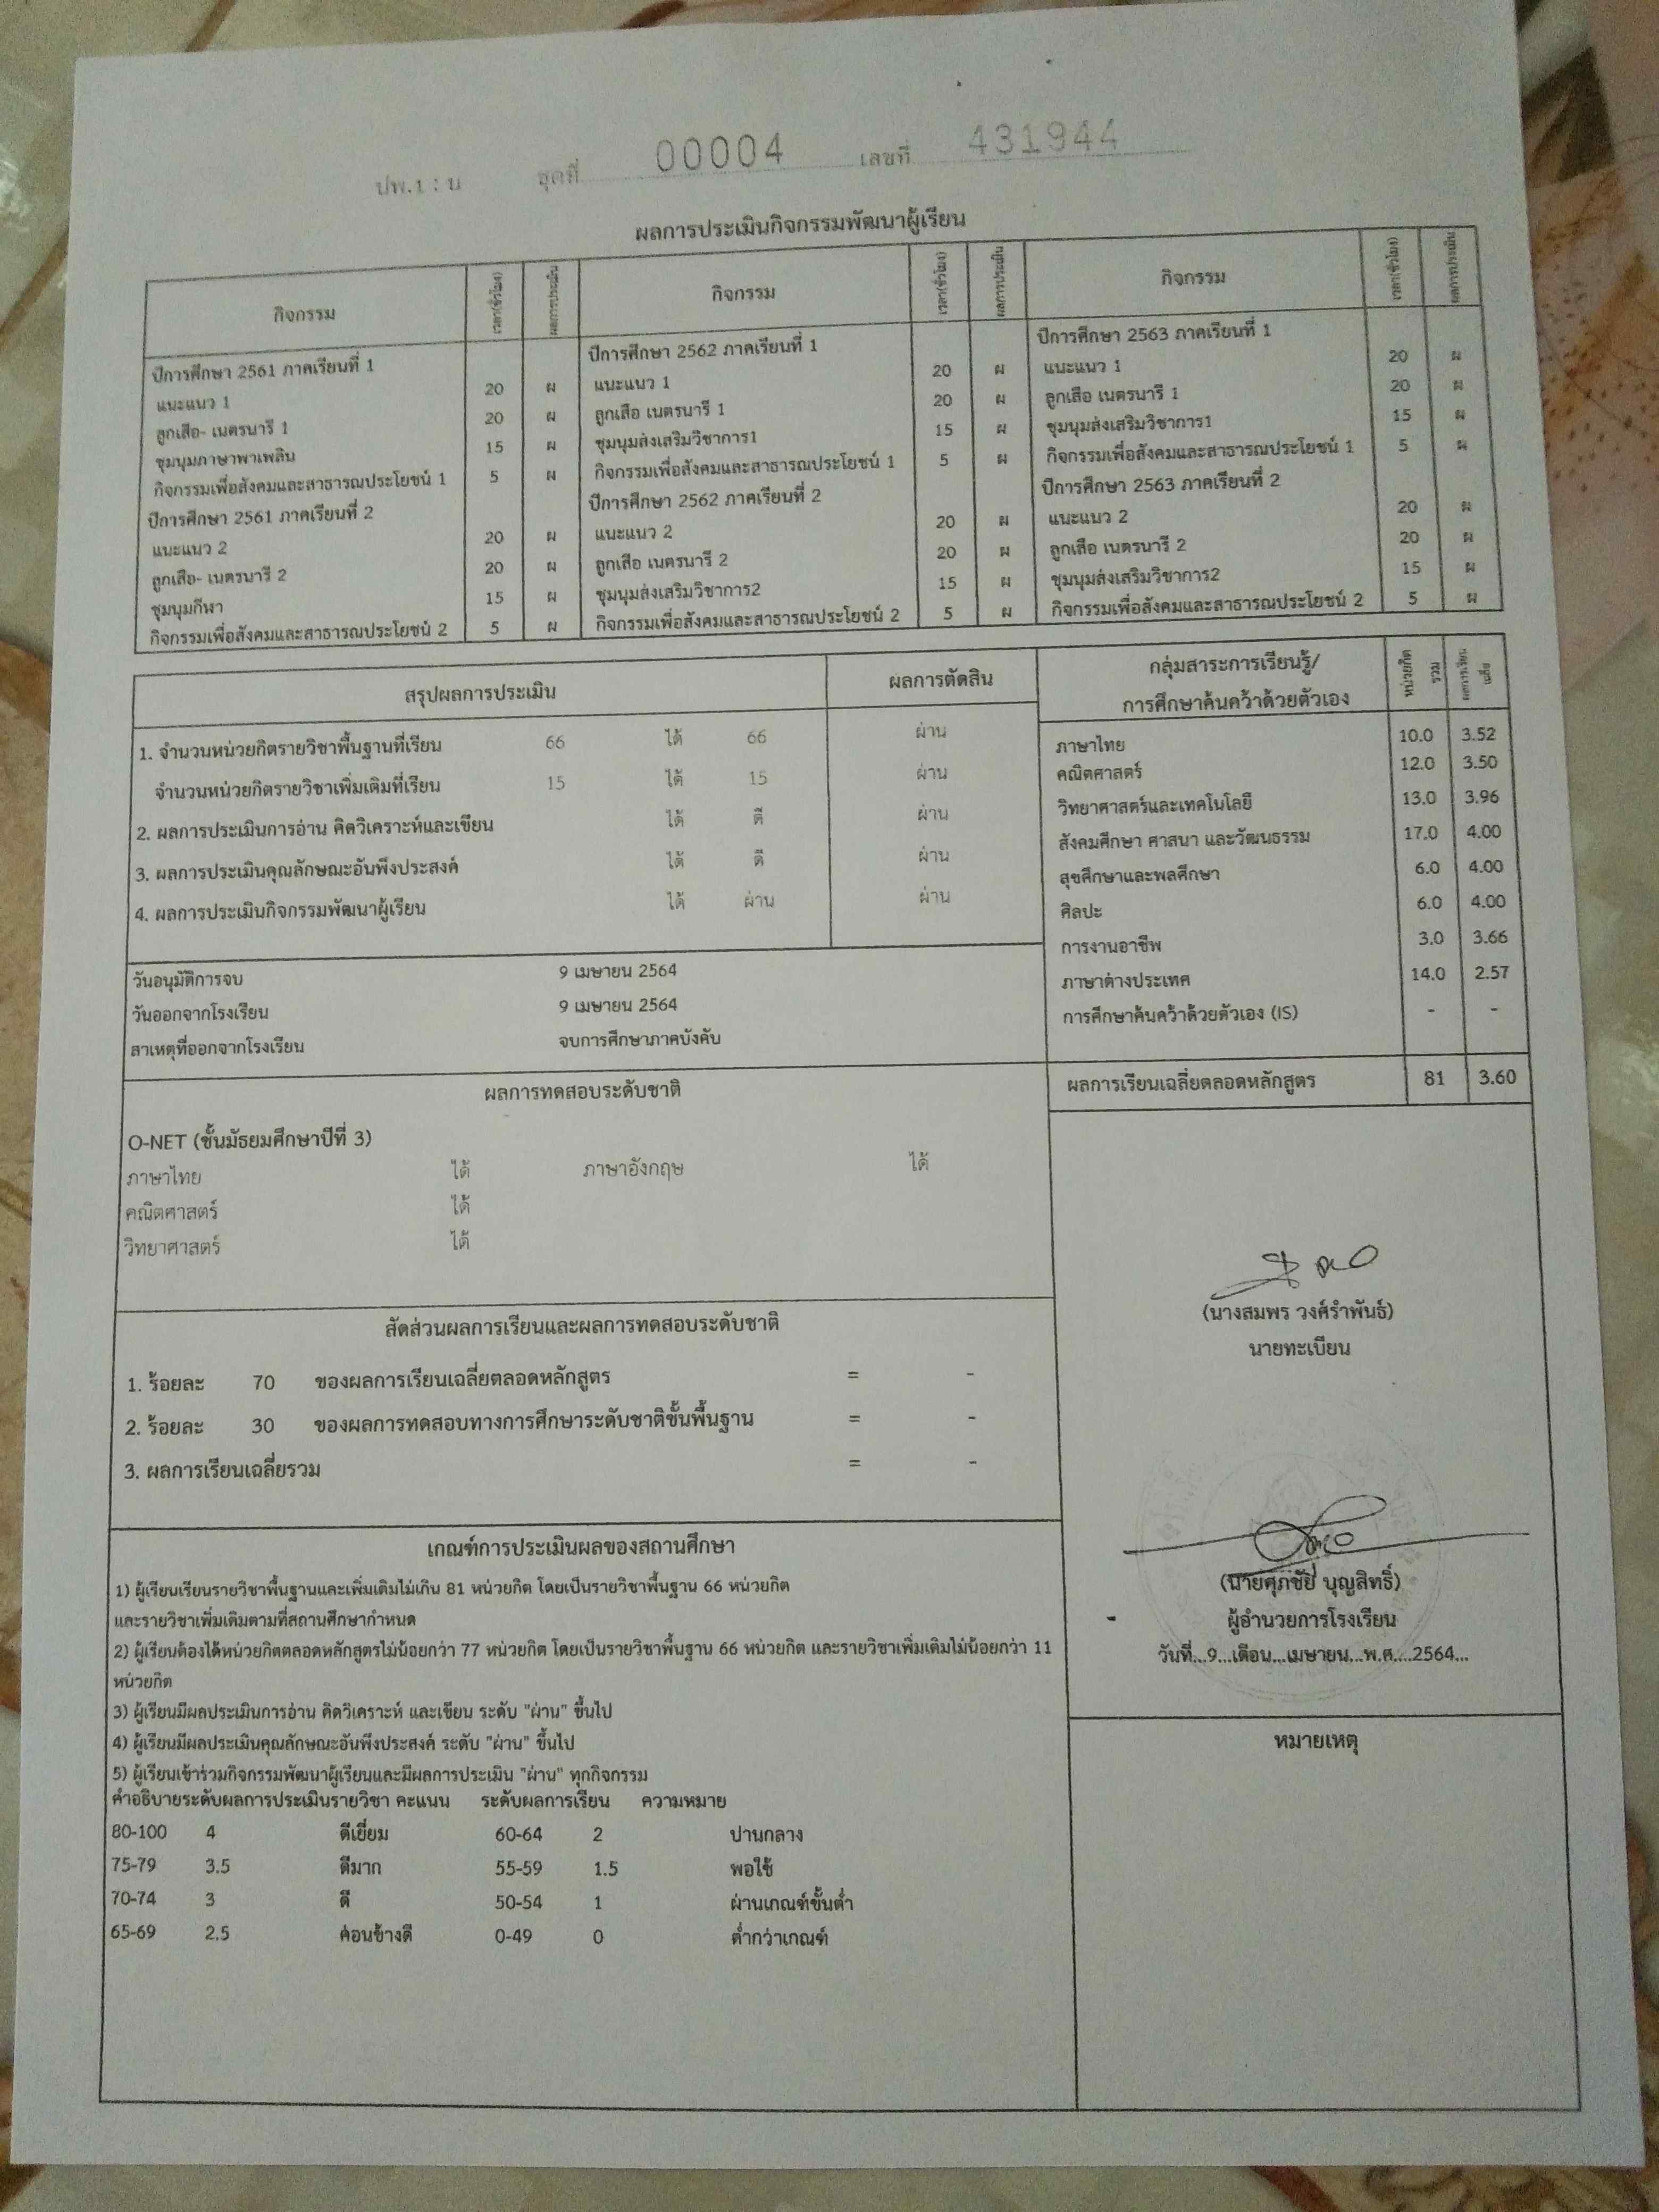 ปพ.1 : บ ชุดที่ 00004 เลขที่ 431944
ผลการประเมินกิจกรรมพัฒนาผู้เรียน
กิจกรรม เวลา(ชั่วโมง) ผลการประเมิน กิจกรรม เวลา(ชั่วโมง) ผลการประเมิน กิจกรรม เวลา(ชั่วโมง) ผลการประเมิน
ปีการศึกษา 2561 ภาคเรียนที่ 1 ปีการศึกษา 2562 ภาคเรียนที่ 1 ปีการศึกษา 2563 ภาคเรียนที่ 1
แนะแนว 1 20 ผ แนะแนว 1 20 ผ แนะแนว 1 20 ผ
ลูกเสือ- เนตรนารี 1 20 ผ ลูกเสือ เนตรนารี 1 20 ผ ลูกเสือ เนตรนารี 1 20 ผ
ชุมนุมภาษาพาเพลิน 15 ผ ชุมนุมส่งเสริมวิชาการ1 15 ผ ชุมนุมส่งเสริมวิชาการ1 15 ผ
กิจกรรมเพื่อสังคมและสาธารณประโยชน์ 1 5 ผ กิจกรรมเพื่อสังคมและสาธารณประโยชน์ 1 5 ผ กิจกรรมเพื่อสังคมและสาธารณประโยชน์ 1 5 ผ
ปีการศึกษา 2561 ภาคเรียนที่ 2 ปีการศึกษา 2562 ภาคเรียนที่ 2 ปีการศึกษา 2563 ภาคเรียนที่ 2
แนะแนว 2 20 ผ แนะแนว 2 20 ผ แนะแนว 2 20 ผ
ลูกเสือ- เนตรนารี 2 20 ผ ลูกเสือ เนตรนารี 2 20 ผ ลูกเสือ เนตรนารี 2 20 ผ
ชุมนุมกีฬา 15 ผ ชุมนุมส่งเสริมวิชาการ2 15 ผ ชุมนุมส่งเสริมวิชาการ2 15 ผ
กิจกรรมเพื่อสังคมและสาธารณประโยชน์ 2 5 ผ กิจกรรมเพื่อสังคมและสาธารณประโยชน์ 2 5 ผ กิจกรรมเพื่อสังคมและสาธารณประโยชน์ 2 5 ผ
สรุปผลการประเมิน ผลการตัดสิน
1. จำนวนหน่วยกิตรายวิชาพื้นฐานที่เรียน 66 ได้ 66 ผ่าน
จำนวนหน่วยกิตรายวิชาเพิ่มเติมที่เรียน 15 ได้ 15 ผ่าน
2. ผลการประเมินการอ่าน คิดวิเคราะห์และเขียน ได้ ดี ผ่าน
3. ผลการประเมินคุณลักษณะอันพึงประสงค์ ได้ ดี ผ่าน
4. ผลการประเมินกิจกรรมพัฒนาผู้เรียน ได้ ผ่าน ผ่าน
วันอนุมัติการจบ 9 เมษายน 2564
วันออกจากโรงเรียน 9 เมษายน 2564
สาเหตุที่ออกจากโรงเรียน จบการศึกษาภาคบังคับ
กลุ่มสาระการเรียนรู้/
การศึกษาค้นคว้าด้วยตัวเอง หน่วยกิตรวม ผลการเรียนเฉลี่ย
ภาษาไทย 10.0 3.52
คณิตศาสตร์ 12.0 3.50
วิทยาศาสตร์และเทคโนโลยี 13.0 3.96
สังคมศึกษา ศาสนา และวัฒนธรรม 17.0 4.00
สุขศึกษาและพลศึกษา 6.0 4.00
ศิลปะ 6.0 4.00
การงานอาชีพ 3.0 3.66
ภาษาต่างประเทศ 14.0 2.57
การศึกษาค้นคว้าด้วยตัวเอง (IS) - -
ผลการเรียนเฉลี่ยตลอดหลักสูตร 81 3.60
ผลการทดสอบระดับชาติ
O-NET (ชั้นมัธยมศึกษาปีที่ 3)
ภาษาไทย ได้ ภาษาอังกฤษ ได้
คณิตศาสตร์ ได้
วิทยาศาสตร์ ได้
สัดส่วนผลการเรียนและผลการทดสอบระดับชาติ
1. ร้อยละ 70 ของผลการเรียนเฉลี่ยตลอดหลักสูตร = -
2. ร้อยละ 30 ของผลการทดสอบทางการศึกษาระดับชาติขั้นพื้นฐาน = -
3. ผลการเรียนเฉลี่ยรวม = -
เกณฑ์การประเมินผลของสถานศึกษา
1) ผู้เรียนเรียนรายวิชาพื้นฐานและเพิ่มเติมไม่เกิน 81 หน่วยกิต โดยเป็นรายวิชาพื้นฐาน 66 หน่วยกิต
และรายวิชาเพิ่มเติมตามที่สถานศึกษากำหนด
2) ผู้เรียนต้องได้หน่วยกิตตลอดหลักสูตรไม่น้อยกว่า 77 หน่วยกิต โดยเป็นรายวิชาพื้นฐาน 66 หน่วยกิต และรายวิชาเพิ่มเติมไม่น้อยกว่า 11
หน่วยกิต
3) ผู้เรียนมีผลประเมินการอ่าน คิดวิเคราะห์ และเขียน ระดับ "ผ่าน" ขึ้นไป
4) ผู้เรียนมีผลประเมินคุณลักษณะอันพึงประสงค์ ระดับ "ผ่าน" ขึ้นไป
5) ผู้เรียนเข้าร่วมกิจกรรมพัฒนาผู้เรียนและมีผลการประเมิน "ผ่าน" ทุกกิจกรรม
คำอธิบายระดับผลการประเมินรายวิชา คะแนน ระดับผลการเรียน ความหมาย
80-100 4 ดีเยี่ยม 60-64 2 ปานกลาง
75-79 3.5 ดีมาก 55-59 1.5 พอใช้
70-74 3 ดี 50-54 1 ผ่านเกณฑ์ขั้นต่ำ
65-69 2.5 ค่อนข้างดี 0-49 0 ต่ำกว่าเกณฑ์
(นางสมพร วงศ์รำพันธ์)
นายทะเบียน
(นายศุภชัย บุญสิทธิ์)
ผู้อำนวยการโรงเรียน
วันที่...9...เดือน...เมษายน...พ.ศ....2564...
หมายเหตุ